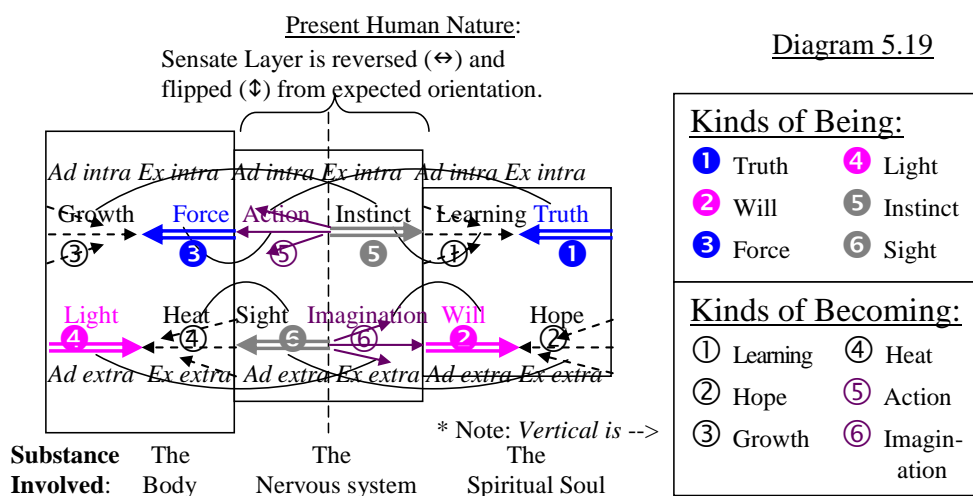 Present Human Nature:
Sensate Layer is reversed (↔) and
flipped (↕) from expected orientation.
Diagram 5.19
Ad intra Ex intra Ad intra Ex intra Ad intra Ex intra
Growth Force Action Instinct Learning Truth
③ ❸ ⑤ ❺ ① ❶
Light Heat Sight Imagination Will Hope
❹ ④ ❻ ⑥ ❷ ②
Ad extra Ex extra Ad extra Ex extra Ad extra Ex extra
* Note: Vertical is -->
Substance The The The
Involved: Body Nervous system Spiritual Soul
Kinds of Being:
❶ Truth ❹ Light
❷ Will ❺ Instinct
❸ Force ❻ Sight
Kinds of Becoming:
① Learning ④ Heat
② Hope ⑤ Action
③ Growth ⑥ Imagin-
ation